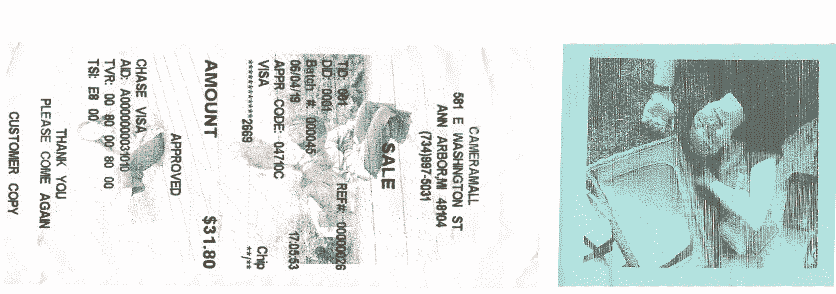 CAMERAMALL
581 E WASHINGTON ST
ANN ARBOR,MI 48104
(734)997-5031
SALE
TID: 001 REF#: 00000026
DID: 0001
Batch #: 000045
06/04/19 17:05:53
APPR CODE: 04710C
VISA Chip
************2669 **/**
AMOUNT $31.80
APPROVED
CHASE VISA
AID: A0000000031010
TVR: 00 80 00 80 00
TSI: E8 00
THANK YOU
PLEASE COME AGAIN
CUSTOMER COPY